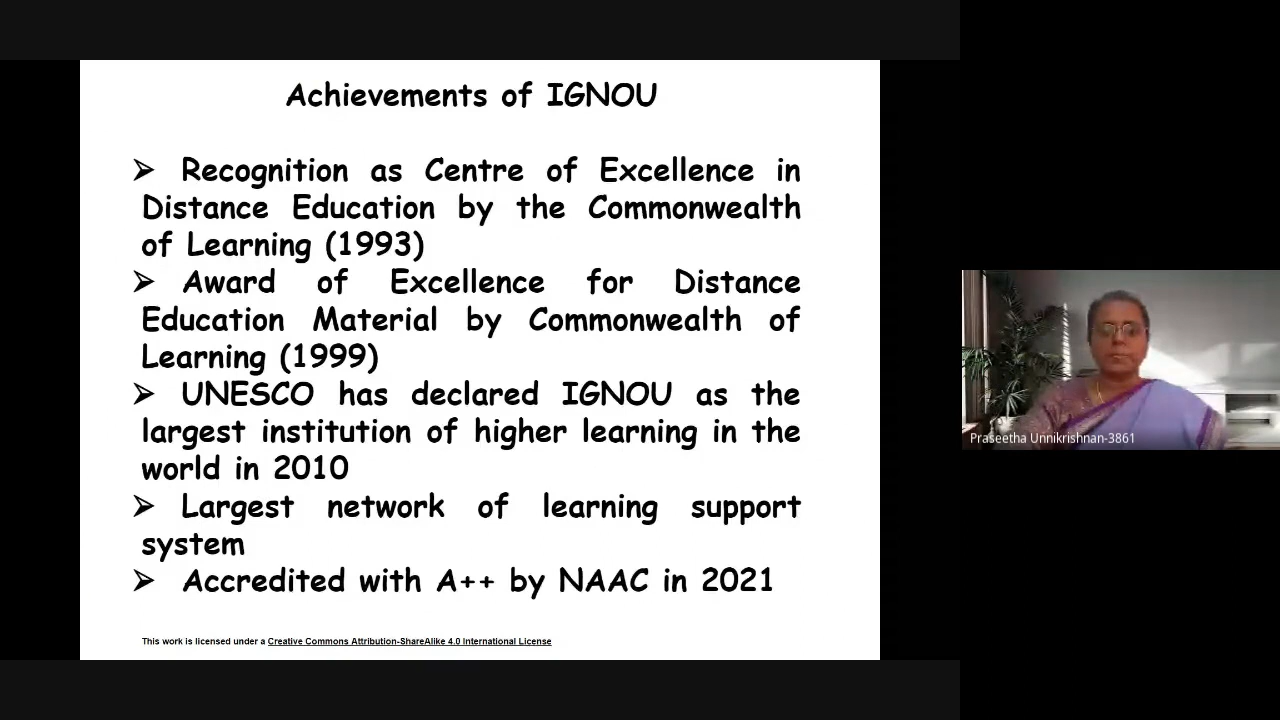 Achievements of IGNOU
➢ Recognition as Centre of Excellence in
Distance Education by the Commonwealth
of Learning (1993)
➢ Award of Excellence for Distance
Education Material by Commonwealth of
Learning (1999)
➢ UNESCO has declared IGNOU as the
largest institution of higher learning in the
world in 2010
➢ Largest network of learning support
system
➢ Accredited with A++ by NAAC in 2021
This work is licensed under a Creative Commons Attribution-ShareAlike 4.0 International License
Praseetha Unnikrishnan-3861